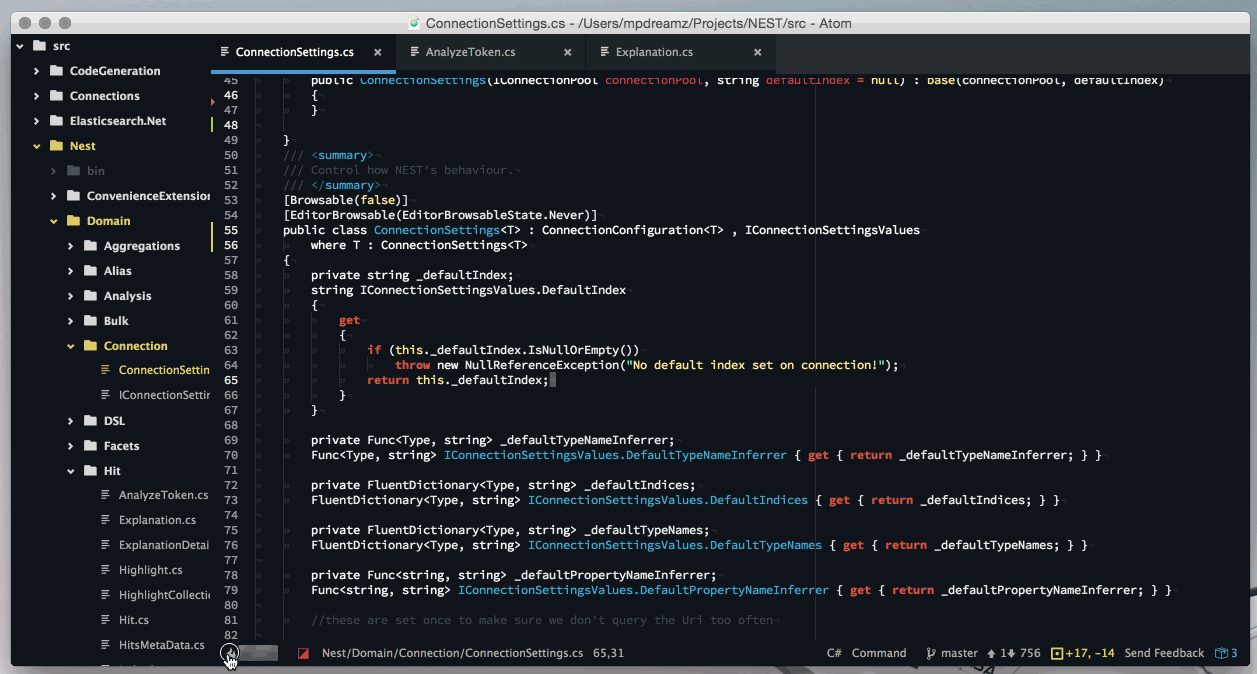 ConnectionSettings.cs - /Users/mpdreamz/Projects/NEST/src - Atom
src
CodeGeneration
Connections
Elasticsearch.Net
Nest
bin
ConvenienceExtension
Domain
Aggregations
Alias
Analysis
Bulk
Connection
ConnectionSettin
IConnectionSettin
DSL
Facets
Hit
AnalyzeToken.cs
Explanation.cs
ExplanationDetai
Highlight.cs
HighlightCollectio
Hit.cs
HitsMetaData.cs
ConnectionSettings.cs
AnalyzeToken.cs
Explanation.cs
45 public ConnectionSettings(IConnectionPool connectionPool, string defaultIndex = null) : base(connectionPool, defaultIndex)
46 {
47 }
48
49 }
50 /// <summary>
51 /// Control how NEST's behaviour.
52 /// </summary>
53 [Browsable(false)]
54 [EditorBrowsable(EditorBrowsableState.Never)]
55 public class ConnectionSettings<T> : ConnectionConfiguration<T> , IConnectionSettingsValues
56 where T : ConnectionSettings<T>
57 {
58 private string _defaultIndex;
59 string IConnectionSettingsValues.DefaultIndex
60 {
61 get
62 {
63 if (this._defaultIndex.IsNullOrEmpty())
64 throw new NullReferenceException("No default index set on connection!");
65 return this._defaultIndex;
66 }
67 }
68
69 private Func<Type, string> _defaultTypeNameInferrer;
70 Func<Type, string> IConnectionSettingsValues.DefaultTypeNameInferrer { get { return _defaultTypeNameInferrer; } }
71
72 private FluentDictionary<Type, string> _defaultIndices;
73 FluentDictionary<Type, string> IConnectionSettingsValues.DefaultIndices { get { return _defaultIndices; } }
74
75 private FluentDictionary<Type, string> _defaultTypeNames;
76 FluentDictionary<Type, string> IConnectionSettingsValues.DefaultTypeNames { get { return _defaultTypeNames; } }
77
78 private Func<string, string> _defaultPropertyNameInferrer;
79 Func<string, string> IConnectionSettingsValues.DefaultPropertyNameInferrer { get { return _defaultPropertyNameInferrer; } }
80
81 //these are set once to make sure we don't query the Uri too often
82
Nest/Domain/Connection/ConnectionSettings.cs 65,31 C# Command master 1 756 +17, -14 Send Feedback 3